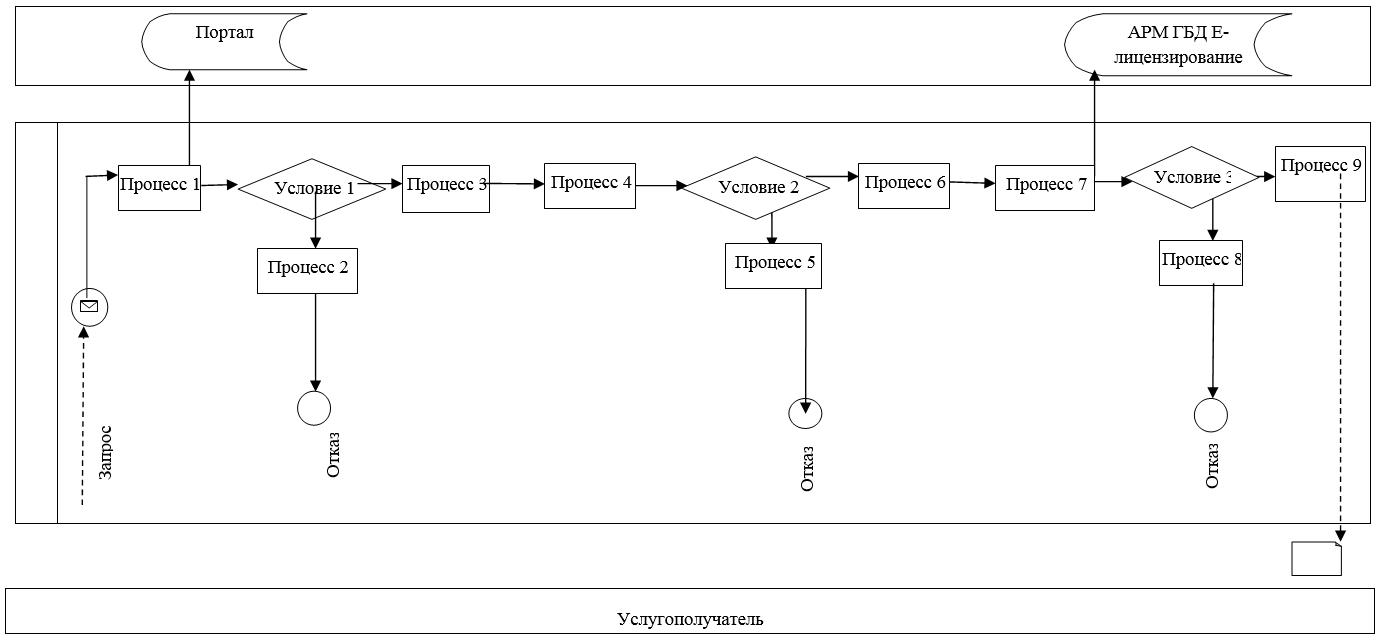 Портал
АРМ ГБД Е-
лицензирование
Процесс 1
Условие 1
Процесс 3
Процесс 4
Условие 2
Процесс 6
Процесс 7
Условие 3
Процесс 9
Процесс 2
Процесс 5
Процесс 8
Запрос
Отказ
Отказ
Отказ
Услугополучатель